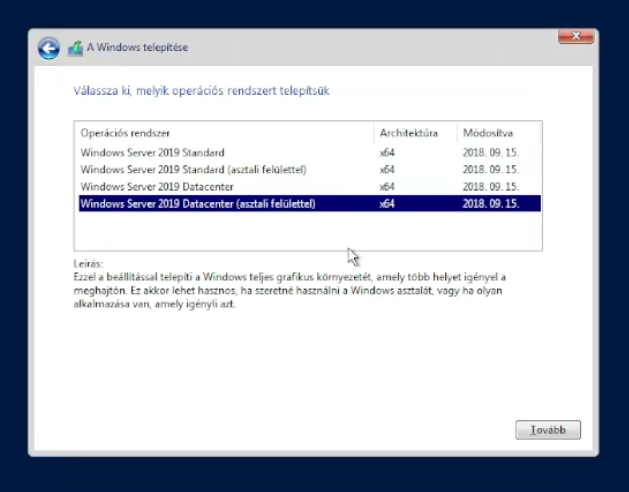 A Windows telepítése
Válassza ki, melyik operációs rendszert telepítsük
Operációs rendszer Architektúra Módosítva
Windows Server 2019 Standard x64 2018. 09. 15.
Windows Server 2019 Standard (asztali felülettel) x64 2018. 09. 15.
Windows Server 2019 Datacenter x64 2018. 09. 15.
Windows Server 2019 Datacenter (asztali felülettel) x64 2018. 09. 15.
Leírás:
Ezzel a beállítással telepíti a Windows teljes grafikus környezetét, amely több helyet igényel a
meghajtón. Ez akkor lehet hasznos, ha szeretné használni a Windows asztalát, vagy ha olyan
alkalmazása van, amely igényli azt.
Tovább